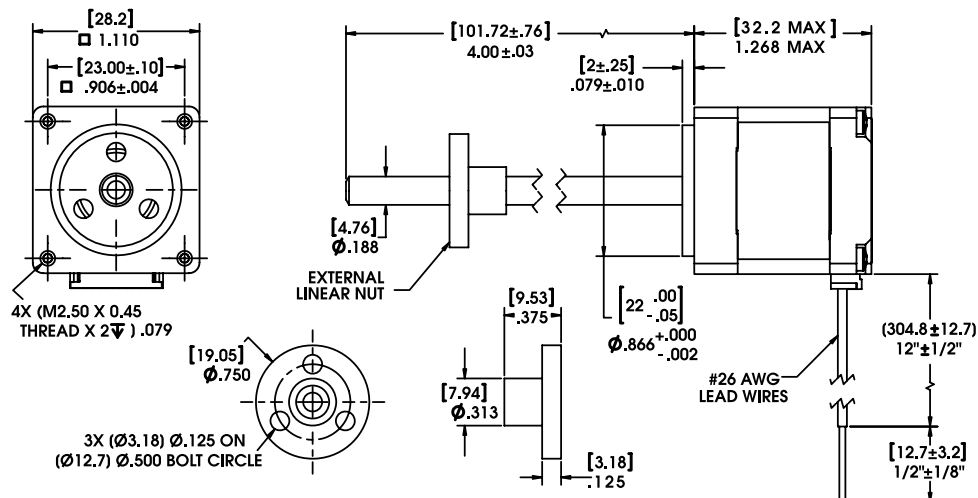 [28.2]
□ 1.110
[23.00±.10]
□ .906±.004
[101.72±.76]
4.00±.03
[32.2 MAX]
1.268 MAX
[2±.25]
.079±.010
[4.76]
Ø.188
EXTERNAL
LINEAR NUT
4X (M2.50 X 0.45
THREAD X 2↧) .079
[22 .00
-.05]
Ø.866+.000
-.002
(304.8±12.7)
12"±1/2"
#26 AWG
LEAD WIRES
[19.05]
Ø.750
[9.53]
.375
[7.94]
Ø.313
3X (Ø3.18) Ø.125 ON
(Ø12.7) Ø.500 BOLT CIRCLE
[3.18]
.125
[12.7±3.2]
1/2"±1/8"